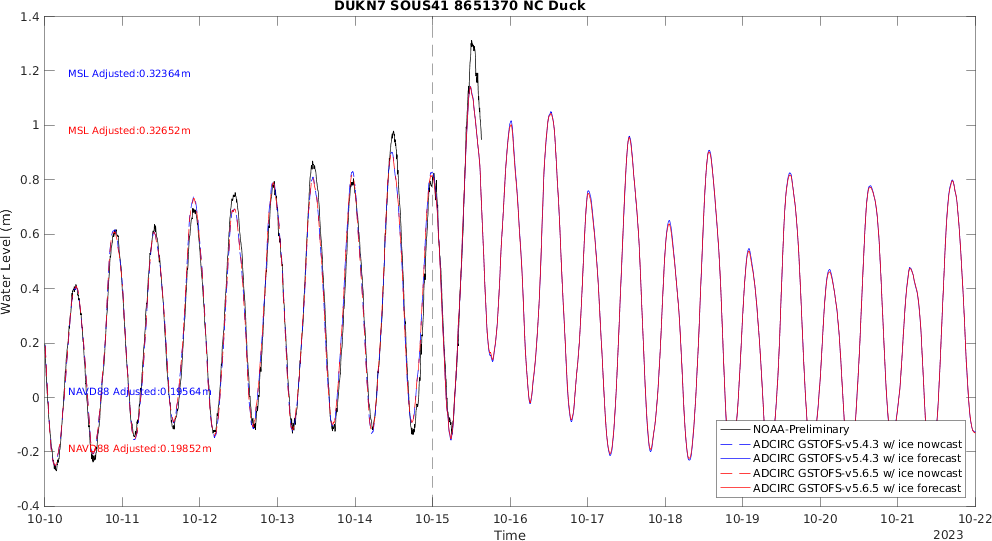 DUKN7 SOUS41 8651370 NC Duck
1.4
1.2
1
0.8
0.6
0.4
0.2
0
-0.2
-0.4
Water Level (m)
MSL Adjusted:0.32364m
MSL Adjusted:0.32652m
NAVD88 Adjusted:0.19564m
NAVD88 Adjusted:0.19852m
NOAA-Preliminary
ADCIRC GSTOFS-v5.4.3 w/ ice nowcast
ADCIRC GSTOFS-v5.4.3 w/ ice forecast
ADCIRC GSTOFS-v5.6.5 w/ ice nowcast
ADCIRC GSTOFS-v5.6.5 w/ ice forecast
10-10 10-11 10-12 10-13 10-14 10-15 10-16 10-17 10-18 10-19 10-20 10-21 10-22
Time
2023